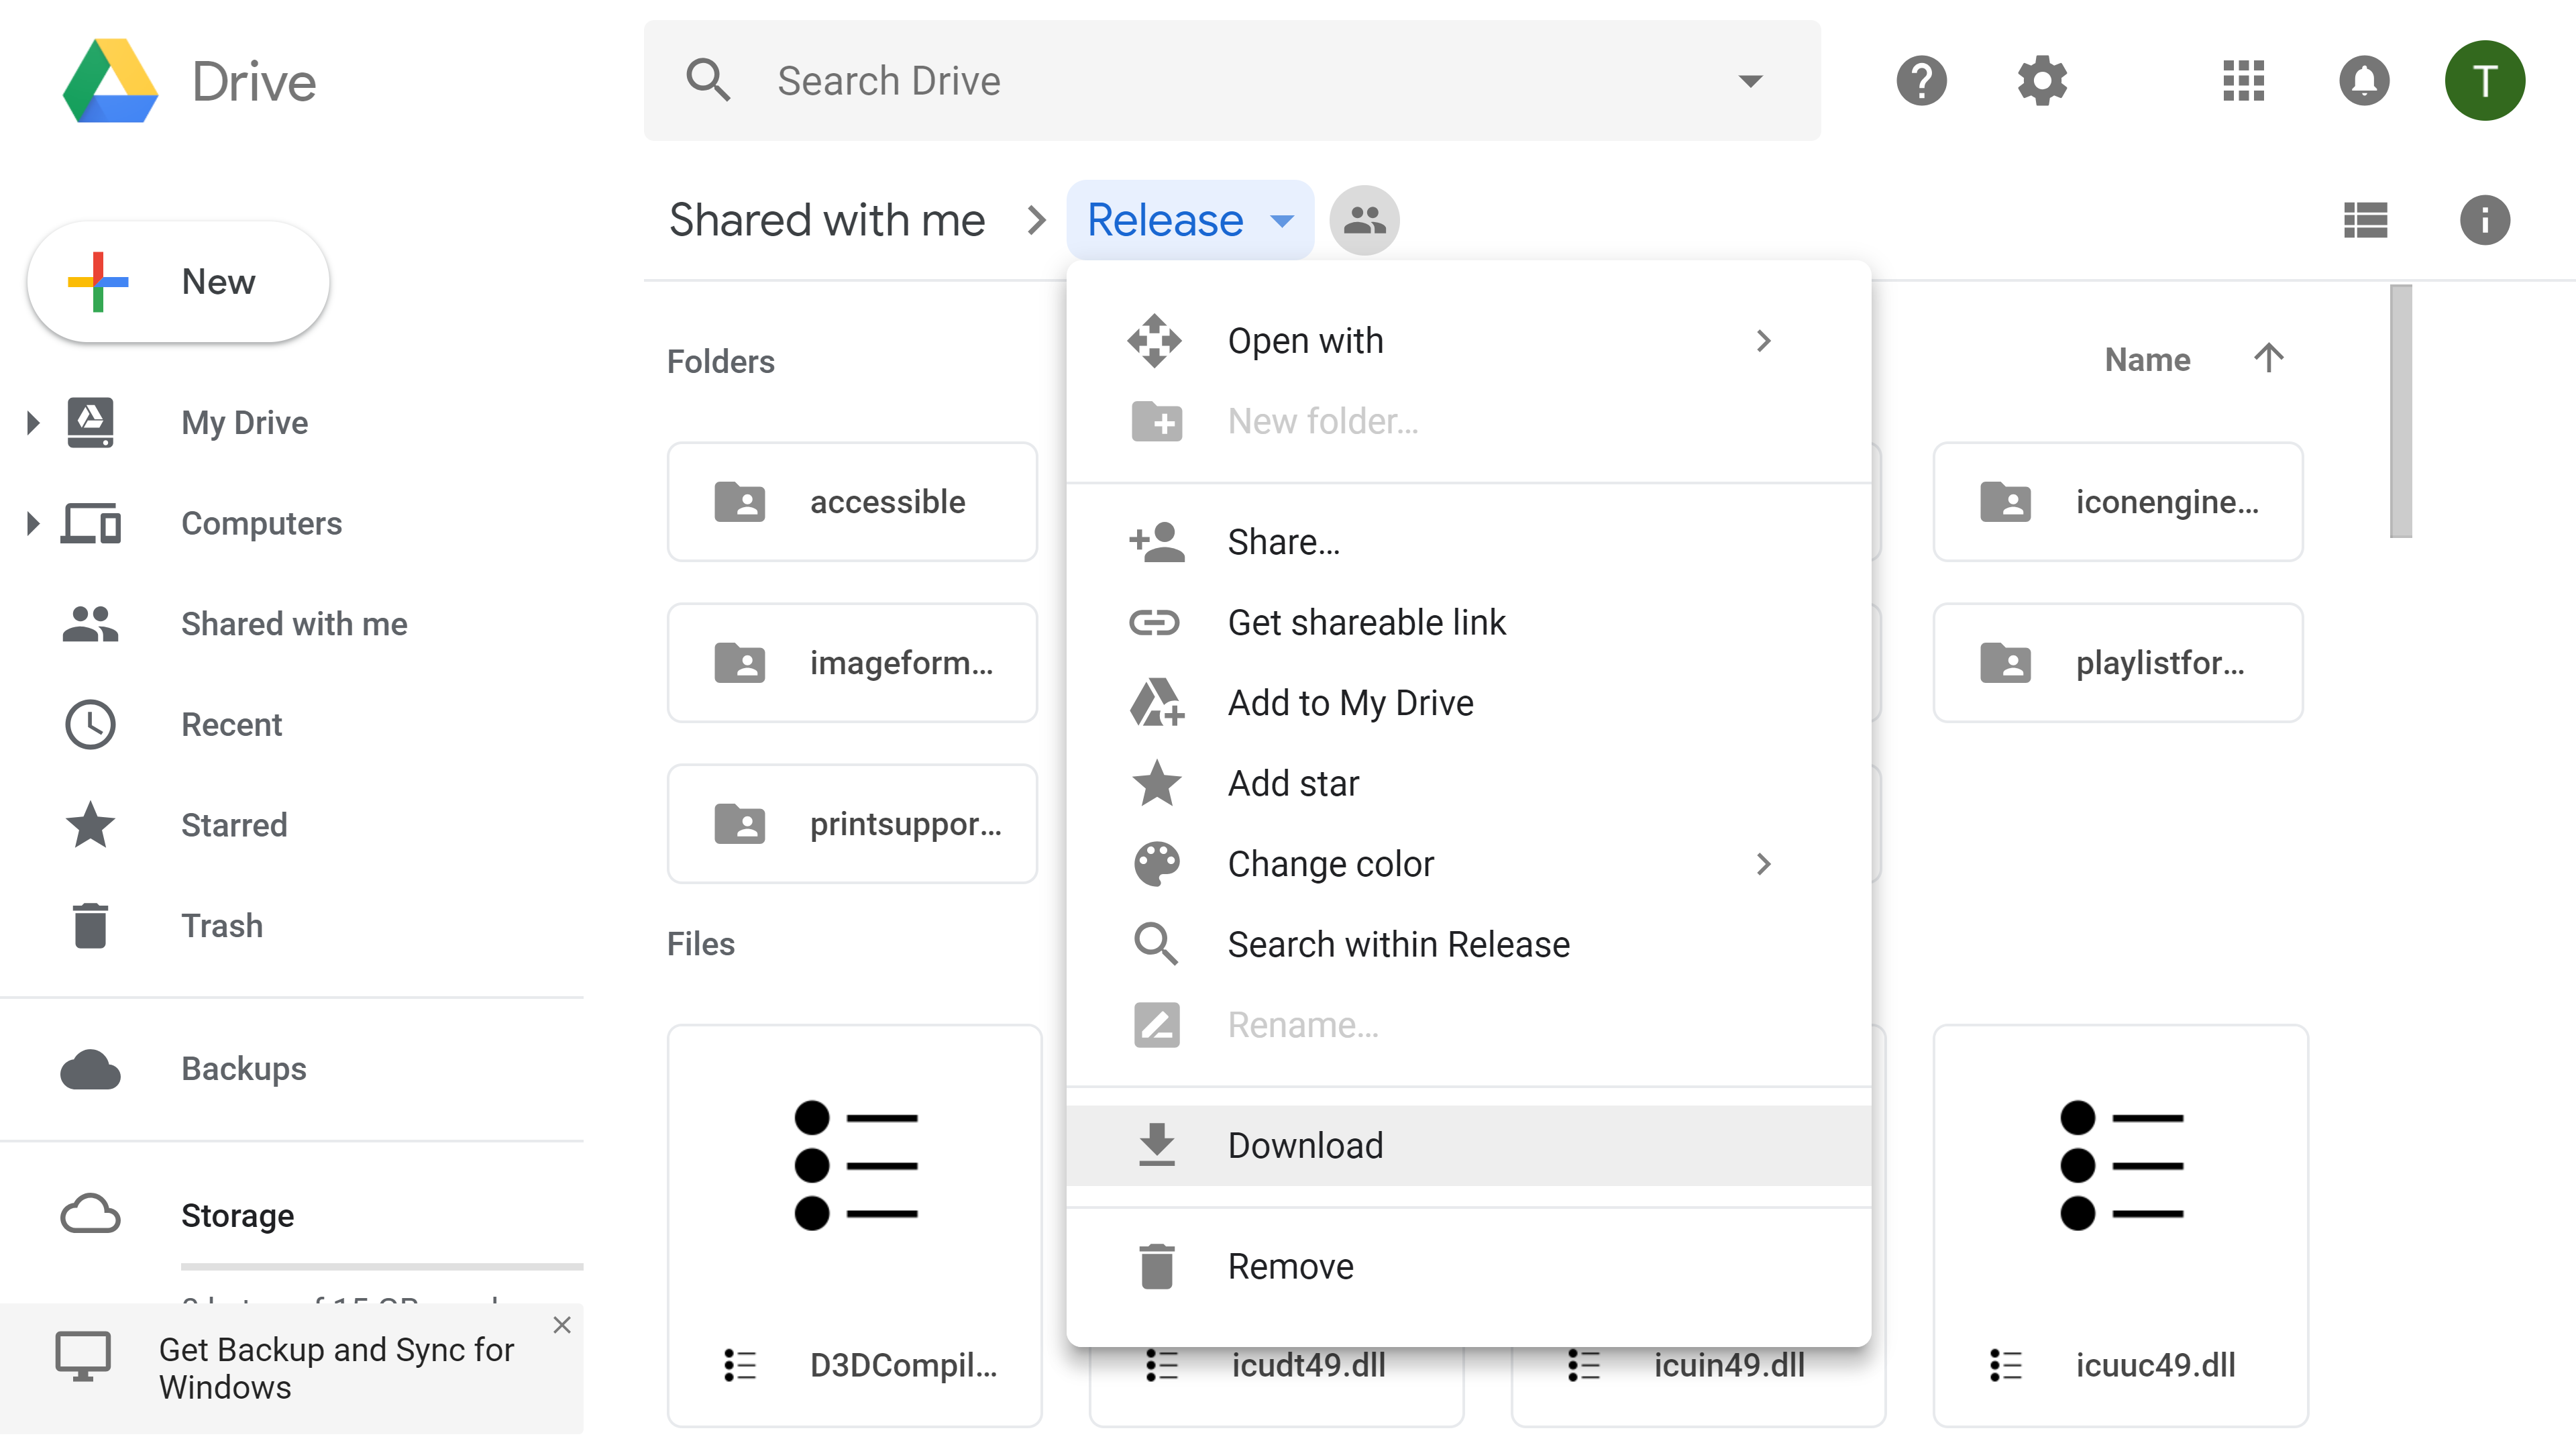 Drive
Search Drive
T
Shared with me
Release
New
My Drive
Computers
Shared with me
Recent
Starred
Trash
Backups
Storage
Get Backup and Sync for
Windows
Folders
Name
accessible
iconengine...
imageform...
playlistfor...
printsuppor...
Files
D3DCompil...
icudt49.dll
icuin49.dll
icuuc49.dll
Open with
New folder...
Share...
Get shareable link
Add to My Drive
Add star
Change color
Search within Release
Rename...
Download
Remove